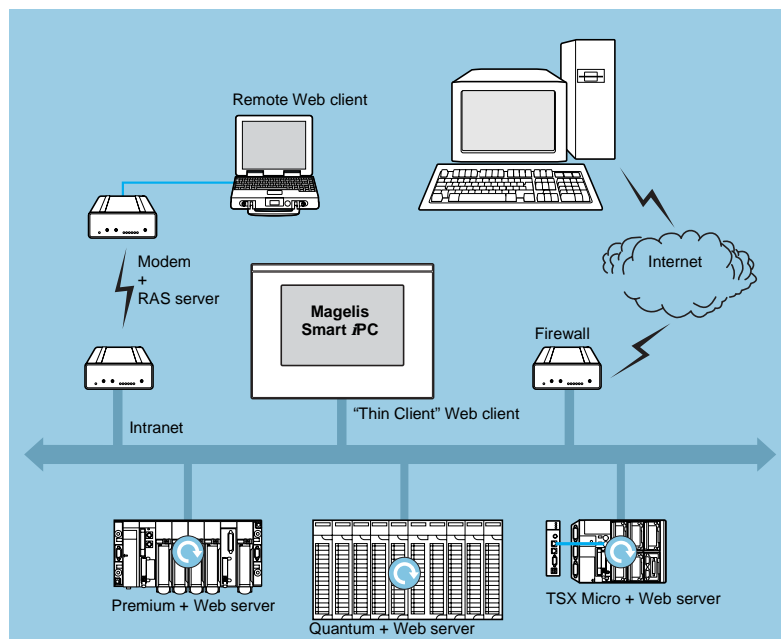 Remote Web client
Internet
Modem
+
RAS server
Magelis
Smart iPC
Firewall
"Thin Client" Web client
Intranet
Premium + Web server
Quantum + Web server
TSX Micro + Web server